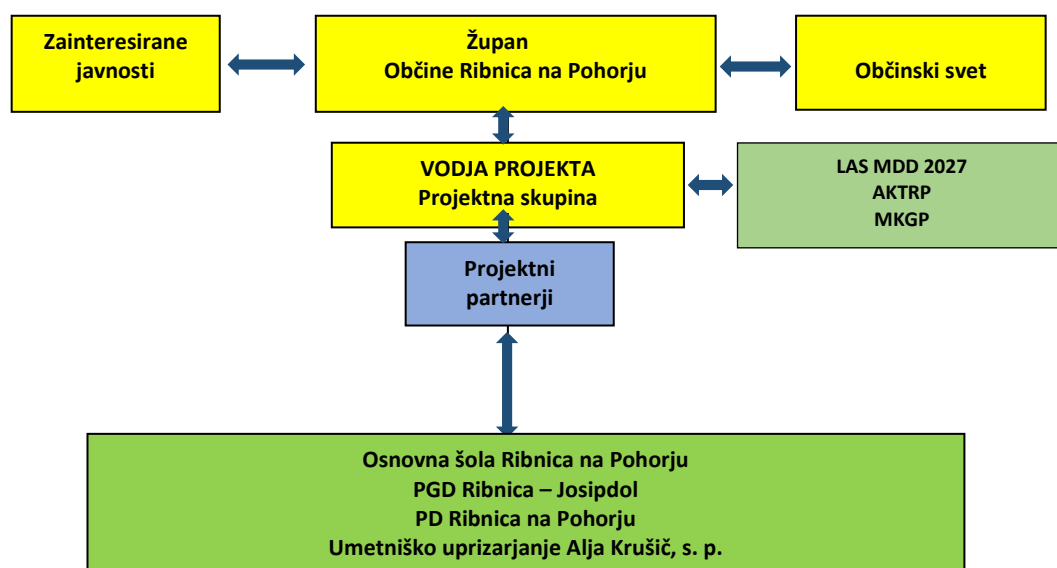 Zainteresirane
javnosti
Župan
Občine Ribnica na Pohorju
Občinski svet
VODJA PROJEKTA
Projektna skupina
LAS MDD 2027
AKTRP
MKGP
Projektni
partnerji
Osnovna šola Ribnica na Pohorju
PGD Ribnica – Josipdol
PD Ribnica na Pohorju
Umetniško uprizarjanje Alja Krušič, s. p.